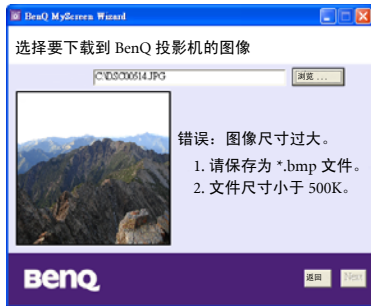 BenQ MyScreen Wizard
选择要下载到 BenQ 投影机的图像
C:\DSC00514.JPG
浏览 ...
错误：图像尺寸过大。
1. 请保存为 *.bmp 文件。
2. 文件尺寸小于 500K。
BenQ
返回
Next